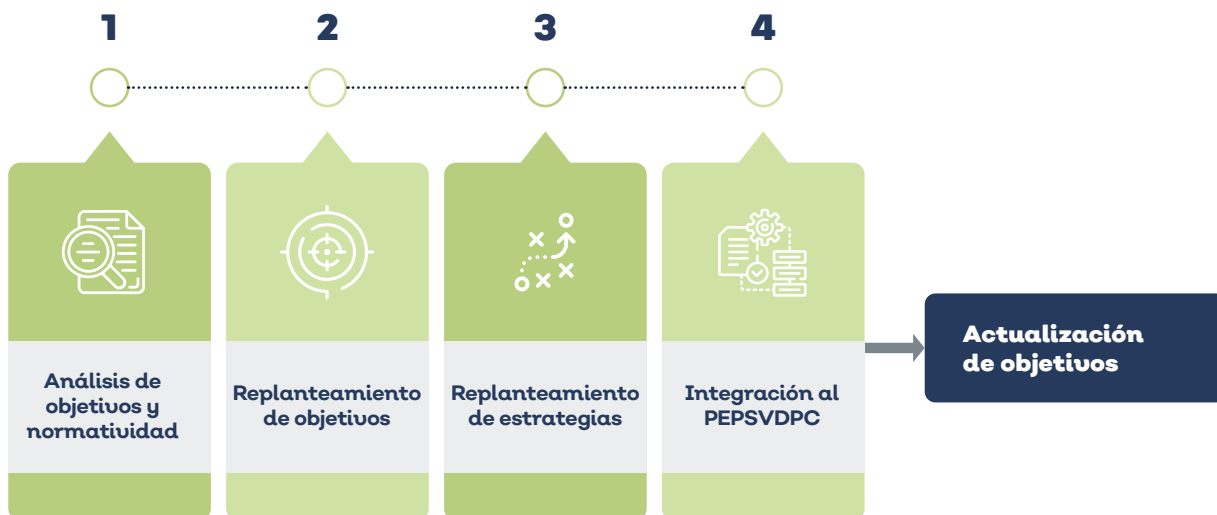 1
2
3
4
Análisis de
objetivos y
normatividad
Replanteamiento
de objetivos
Replanteamiento
de estrategias
Integración al
PEPSVDPC
Actualización
de objetivos